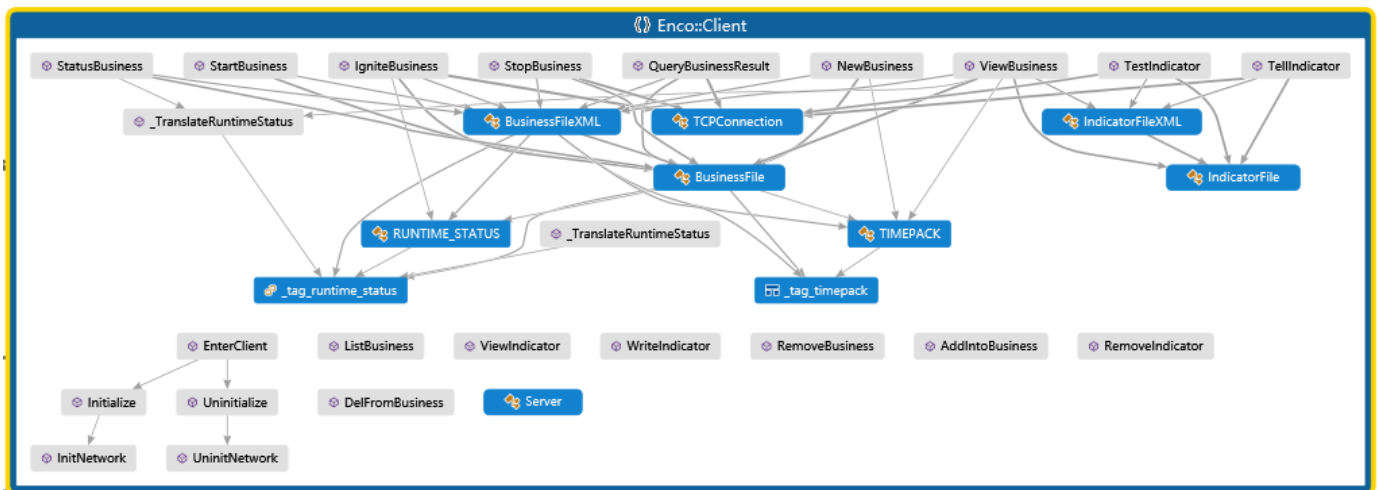 Enco::Client
StatusBusiness
StartBusiness
IgniteBusiness
StopBusiness
QueryBusinessResult
NewBusiness
ViewBusiness
TestIndicator
TellIndicator
_TranslateRuntimeStatus
BusinessFileXML
TCPConnection
IndicatorFileXML
BusinessFile
IndicatorFile
RUNTIME_STATUS
_TranslateRuntimeStatus
TIMEPACK
_tag_runtime_status
_tag_timepack
EnterClient
ListBusiness
ViewIndicator
WriteIndicator
RemoveBusiness
AddIntoBusiness
RemoveIndicator
Initialize
Uninitialize
DelFromBusiness
Server
InitNetwork
UninitNetwork